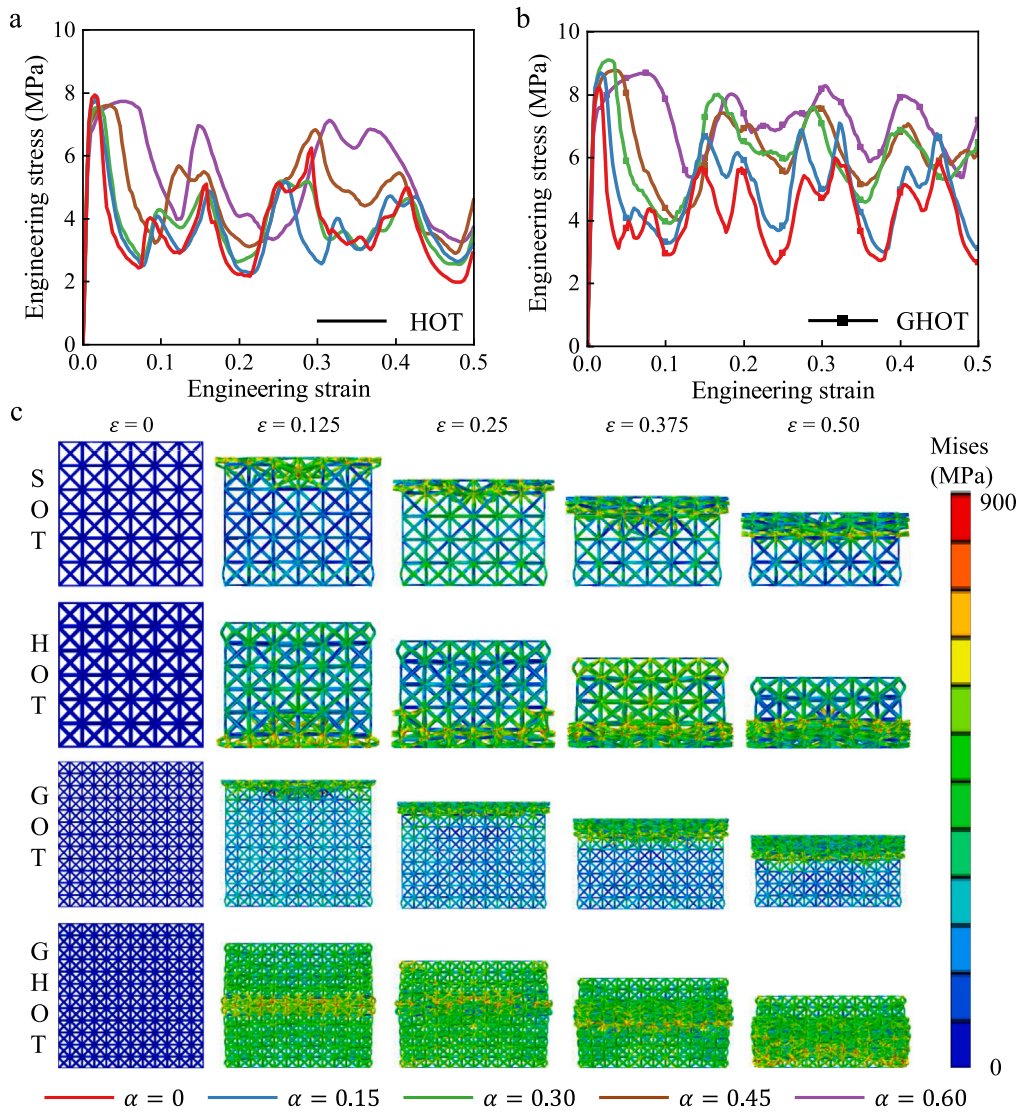 a
b
10
8
6
4
2
0
Engineering stress (MPa)
0.0 0.1 0.2 0.3 0.4 0.5
Engineering strain
HOT
10
8
6
4
2
0
Engineering stress (MPa)
0.0 0.1 0.2 0.3 0.4 0.5
Engineering strain
GHOT
c
ε = 0 ε = 0.125 ε = 0.25 ε = 0.375 ε = 0.50
Mises
(MPa)
900
0
S
O
T
H
O
T
G
O
T
G
H
O
T
α = 0 α = 0.15 α = 0.30 α = 0.45 α = 0.60